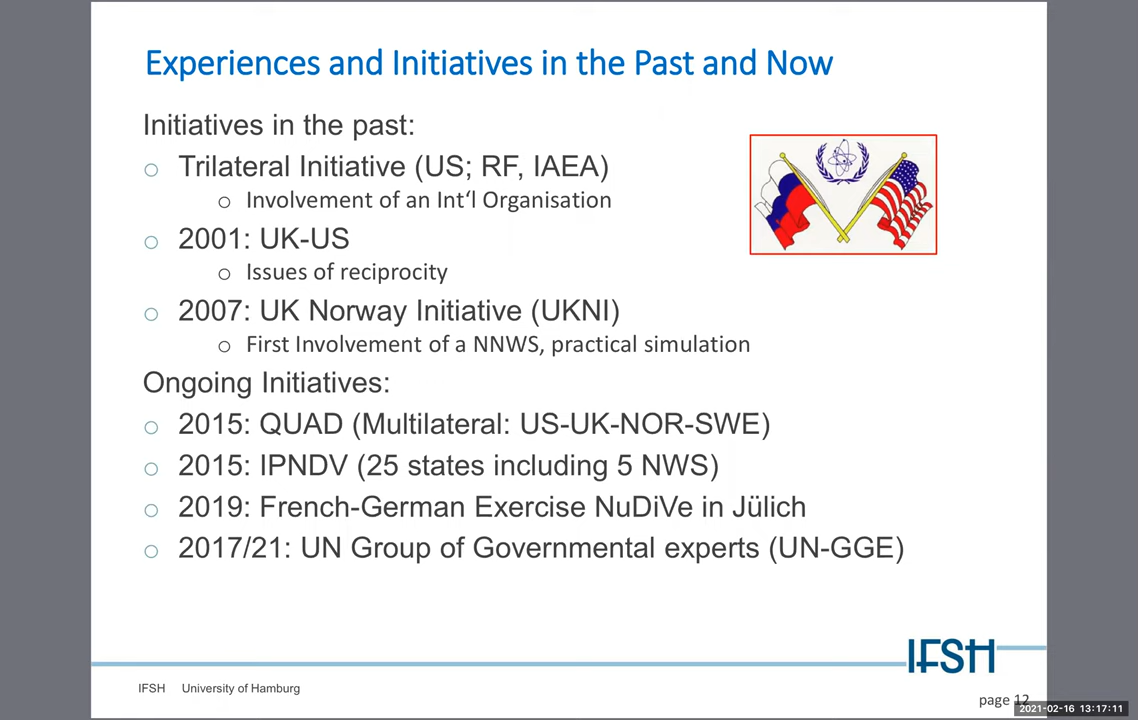 Experiences and Initiatives in the Past and Now
Initiatives in the past:
○ Trilateral Initiative (US; RF, IAEA)
○ Involvement of an Int‘l Organisation
○ 2001: UK-US
○ Issues of reciprocity
○ 2007: UK Norway Initiative (UKNI)
○ First Involvement of a NNWS, practical simulation
Ongoing Initiatives:
○ 2015: QUAD (Multilateral: US-UK-NOR-SWE)
○ 2015: IPNDV (25 states including 5 NWS)
○ 2019: French-German Exercise NuDiVe in Jülich
○ 2017/21: UN Group of Governmental experts (UN-GGE)
IFSH
IFSH University of Hamburg
page 12
2021-02-16 13:17:11